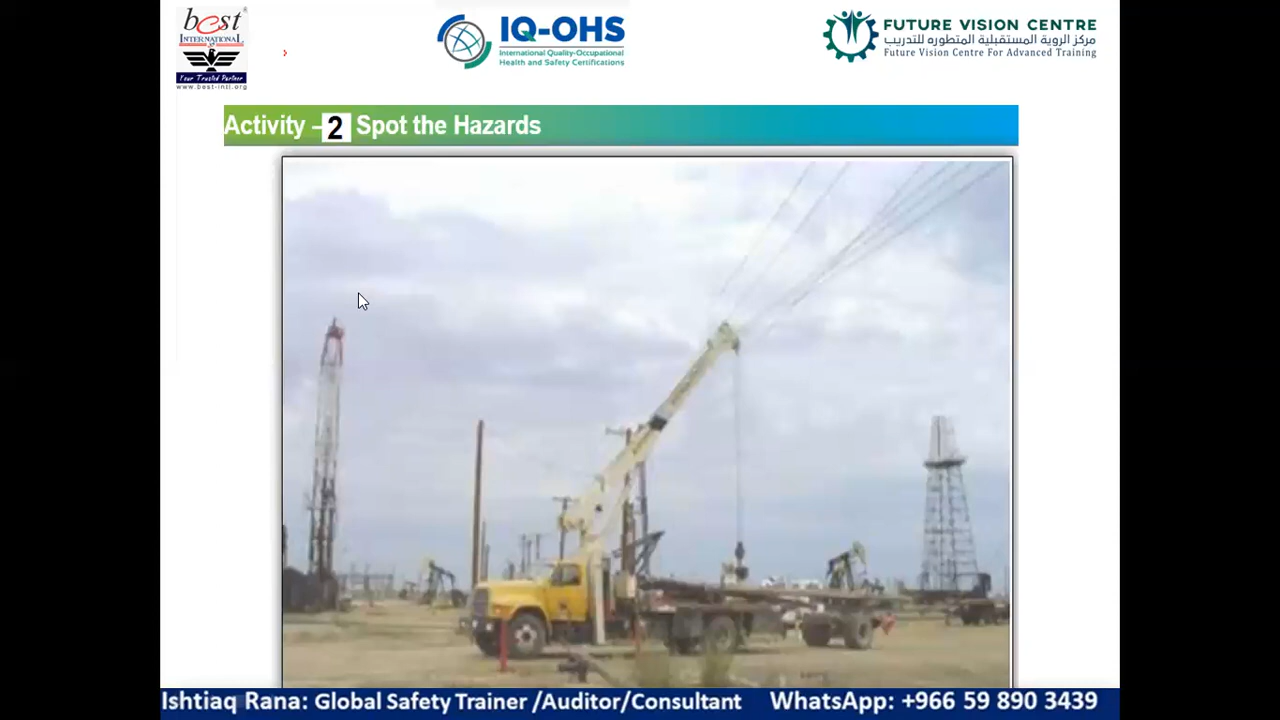 best®
INTERNATIONAL
Your Trusted Partner
www.best-intl.org
›
IQ-OHS
International Quality-Occupational
Health and Safety Certifications
FUTURE VISION CENTRE
مركز الروية المستقبلية المتطوره للتدريب
Future Vision Centre For Advanced Training
Activity – 2 Spot the Hazards
Ishtiaq Rana: Global Safety Trainer /Auditor/Consultant WhatsApp: +966 59 890 3439